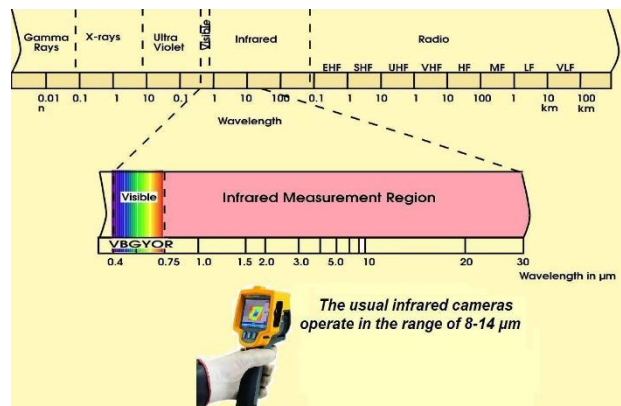 Gamma Rays X-rays Ultra Violet Visible Infrared Radio
EHF SHF UHF VHF HF MF LF VLF
0.01 n 0.1 1 10 0.1 1 10 100 0.1 1 10 100 1 10 km 100 km
Wavelength
Visible Infrared Measurement Region
VBGYOR
0.4 0.75 1.0 1.5 2.0 3.0 5.0 10 20 30
Wavelength in µm
The usual infrared cameras
operate in the range of 8-14 µm